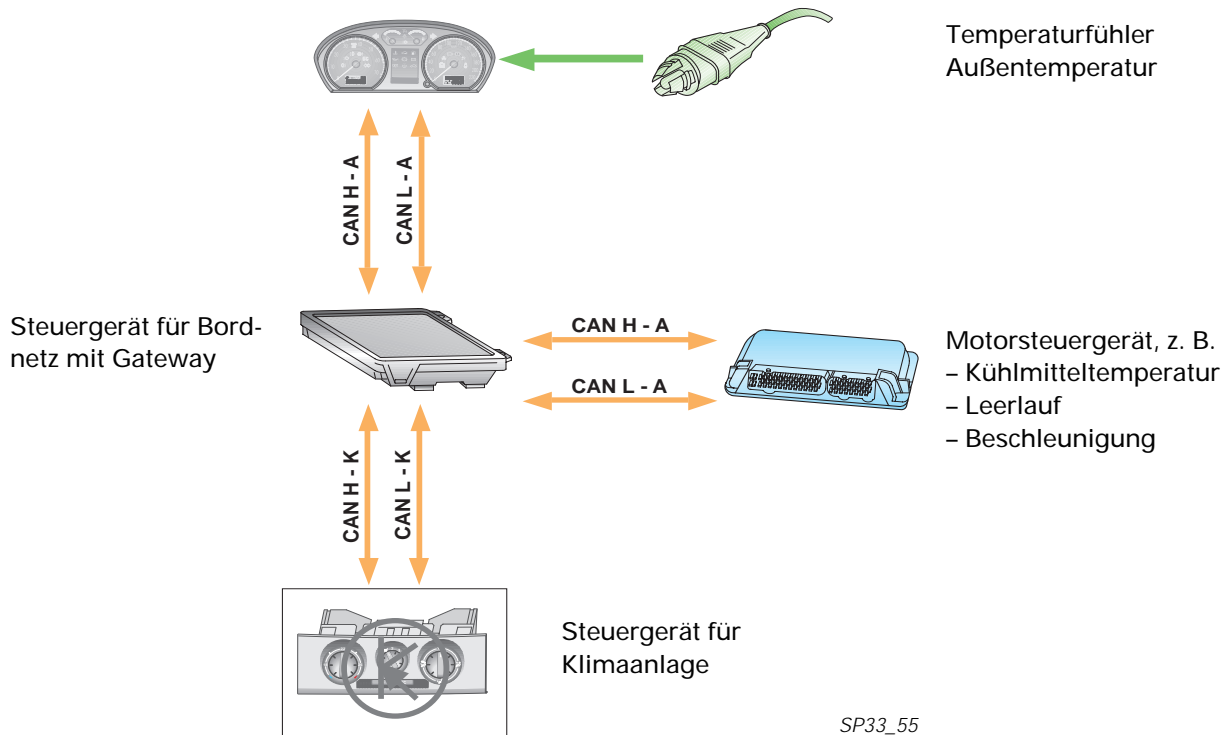 Temperaturfühler
Außentemperatur
CAN H - A
CAN L - A
Steuergerät für Bord-
netz mit Gateway
CAN H - A
CAN L - A
Motorsteuergerät, z. B.
– Kühlmitteltemperatur
– Leerlauf
– Beschleunigung
CAN H - K
CAN L - K
Steuergerät für
Klimaanlage
SP33_55